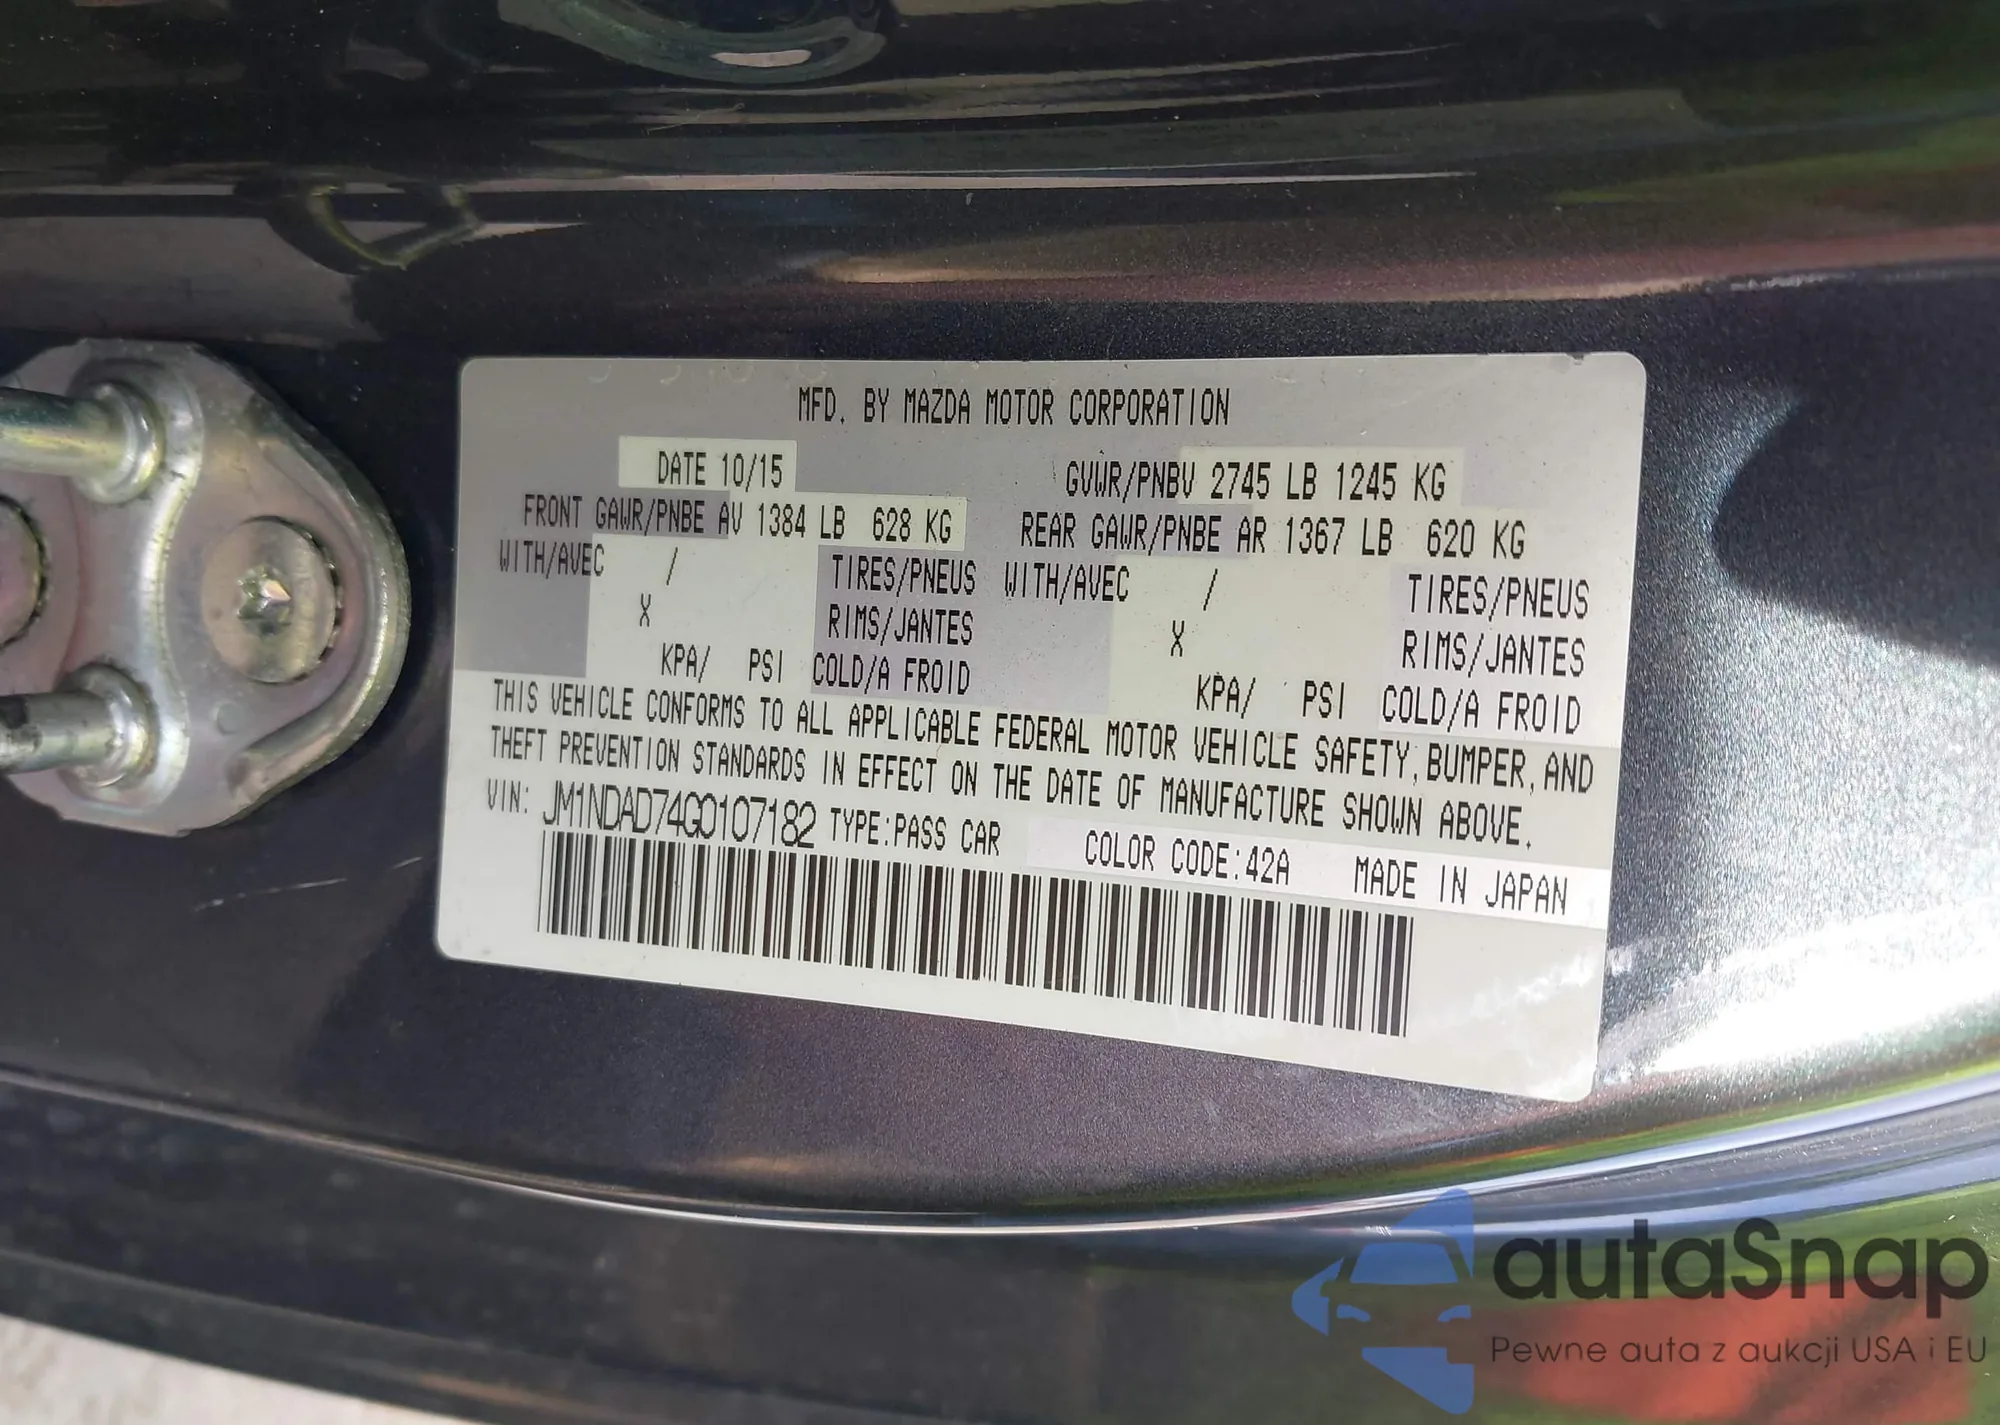 MFD. BY MAZDA MOTOR CORPORATION
DATE 10/15 GVWR/PNBV 2745 LB 1245 KG
FRONT GAWR/PNBE AV 1384 LB 628 KG REAR GAWR/PNBE AR 1367 LB 620 KG
WITH/AVEC / TIRES/PNEUS WITH/AVEC / TIRES/PNEUS
X RIMS/JANTES X RIMS/JANTES
KPA/ PSI COLD/A FROID KPA/ PSI COLD/A FROID
THIS VEHICLE CONFORMS TO ALL APPLICABLE FEDERAL MOTOR VEHICLE SAFETY, BUMPER, AND
THEFT PREVENTION STANDARDS IN EFFECT ON THE DATE OF MANUFACTURE SHOWN ABOVE.
VIN: JM1NDAD74G0107182 TYPE:PASS CAR COLOR CODE:42A MADE IN JAPAN
autaSnap
Pewne auta z aukcji USA i EU